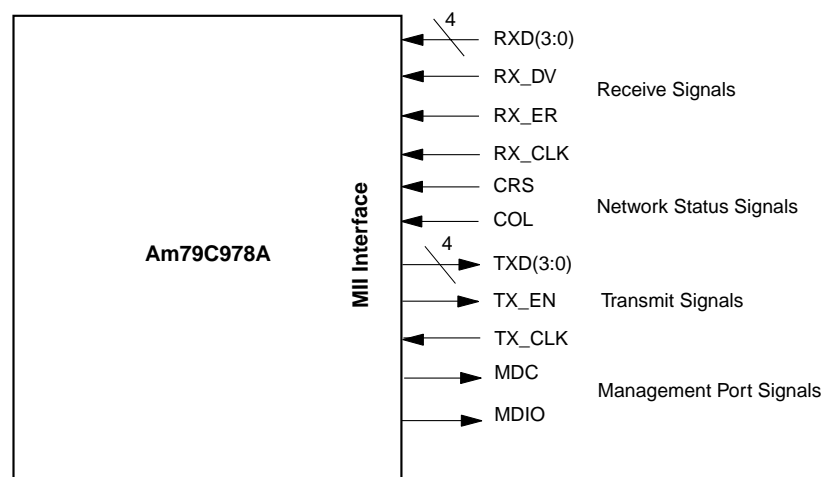 4
RXD(3:0)
RX_DV
Receive Signals
RX_ER
RX_CLK
CRS
Network Status Signals
COL
MII Interface
Am79C978A
4
TXD(3:0)
TX_EN
Transmit Signals
TX_CLK
MDC
Management Port Signals
MDIO